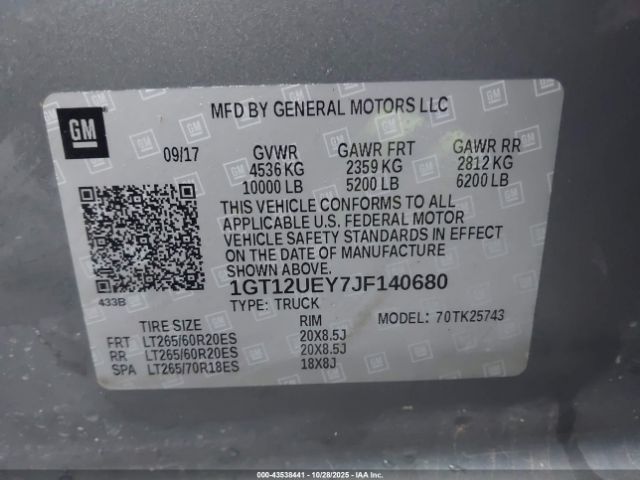 GM
MFD BY GENERAL MOTORS LLC
09/17 GVWR GAWR FRT GAWR RR
4536 KG 2359 KG 2812 KG
10000 LB 5200 LB 6200 LB
THIS VEHICLE CONFORMS TO ALL
APPLICABLE U.S. FEDERAL MOTOR
VEHICLE SAFETY STANDARDS IN EFFECT
ON THE DATE OF MANUFACTURE
SHOWN ABOVE.
433B
1GT12UEY7JF140680
TYPE: TRUCK
MODEL: 70TK25743
TIRE SIZE RIM
FRT LT265/60R20ES 20X8.5J
RR LT265/60R20ES 20X8.5J
SPA LT265/70R18ES 18X8J
000-43538441 - 10/28/2025 - IAAI.COM